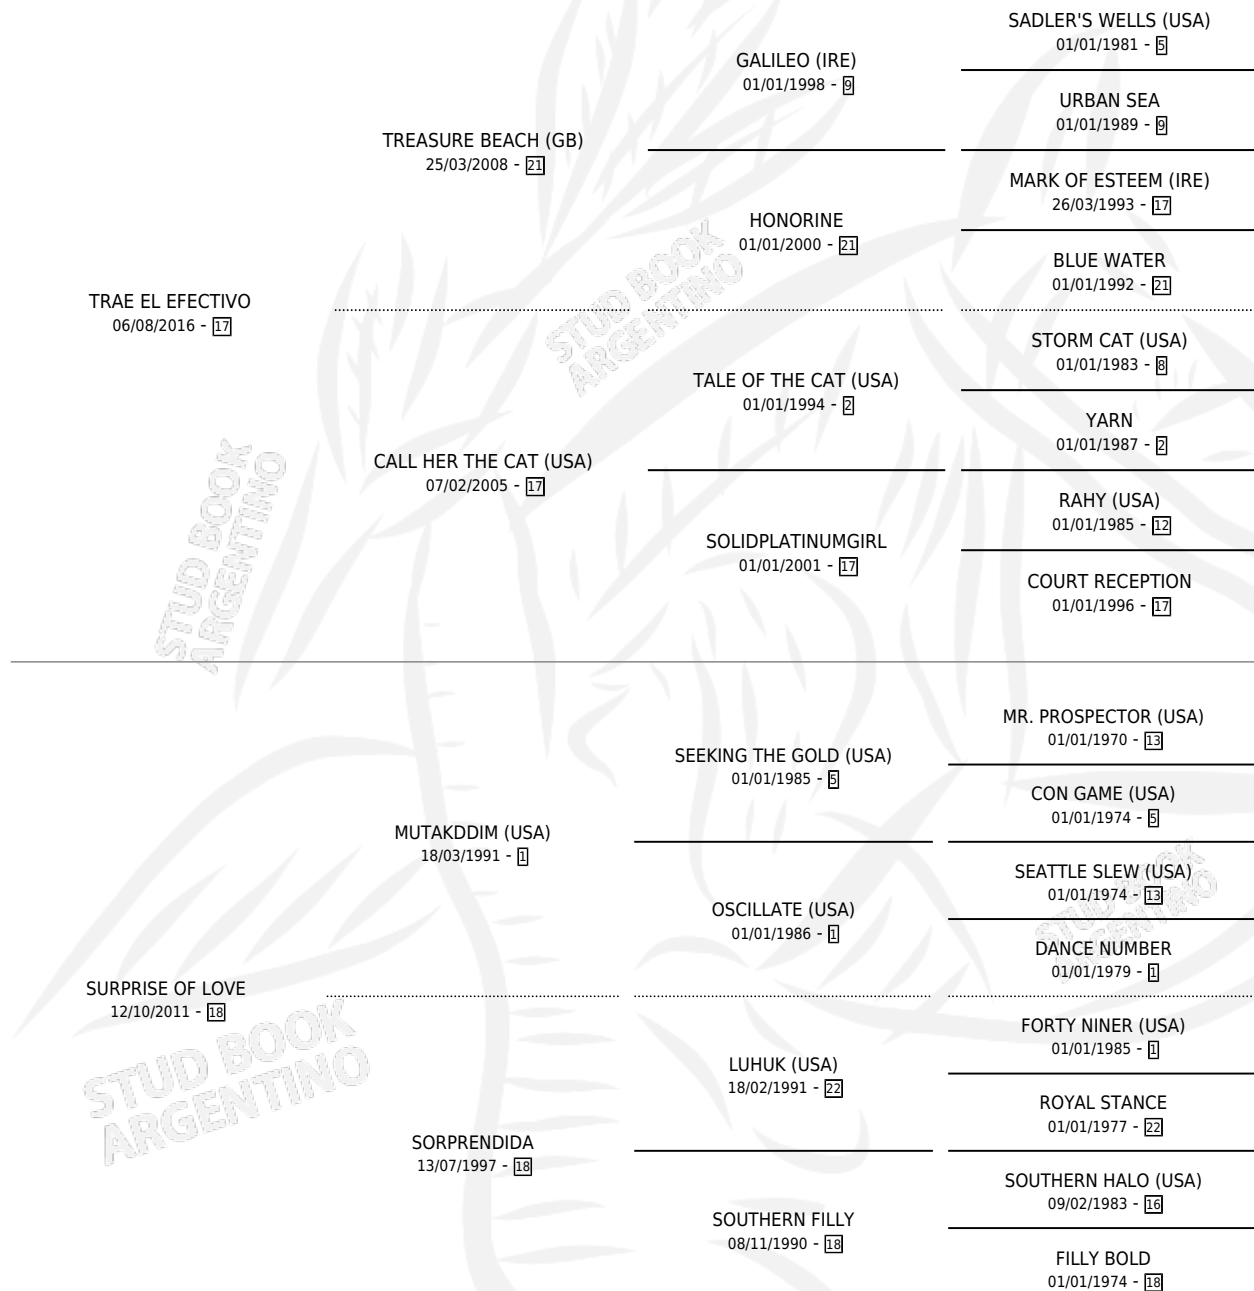 SADLER'S WELLS (USA)
01/01/1981 - 5
GALILEO (IRE)
01/01/1998 - 9
URBAN SEA
01/01/1989 - 9
TREASURE BEACH (GB)
25/03/2008 - 21
MARK OF ESTEEM (IRE)
26/03/1993 - 17
HONORINE
01/01/2000 - 21
BLUE WATER
01/01/1992 - 21
TRAE EL EFECTIVO
06/08/2016 - 17
STORM CAT (USA)
01/01/1983 - 8
TALE OF THE CAT (USA)
01/01/1994 - 2
YARN
01/01/1987 - 2
CALL HER THE CAT (USA)
07/02/2005 - 17
RAHY (USA)
01/01/1985 - 12
SOLIDPLATINUMGIRL
01/01/2001 - 17
COURT RECEPTION
01/01/1996 - 17
STUD BOOK
ARGENTINO
STUD BOOK
ARGENTINO
MR. PROSPECTOR (USA)
01/01/1970 - 13
SEEKING THE GOLD (USA)
01/01/1985 - 5
CON GAME (USA)
01/01/1974 - 5
MUTAKDDIM (USA)
18/03/1991 - 1
SEATTLE SLEW (USA)
01/01/1974 - 13
OSCILLATE (USA)
01/01/1986 - 1
DANCE NUMBER
01/01/1979 - 1
STUD BOOK
ARGENTINO
SURPRISE OF LOVE
12/10/2011 - 18
STUD BOOK
ARGENTINO
FORTY NINER (USA)
01/01/1985 - 1
LUHUK (USA)
18/02/1991 - 22
ROYAL STANCE
01/01/1977 - 22
SORPRENDIDA
13/07/1997 - 18
SOUTHERN HALO (USA)
09/02/1983 - 16
SOUTHERN FILLY
08/11/1990 - 18
FILLY BOLD
01/01/1974 - 18